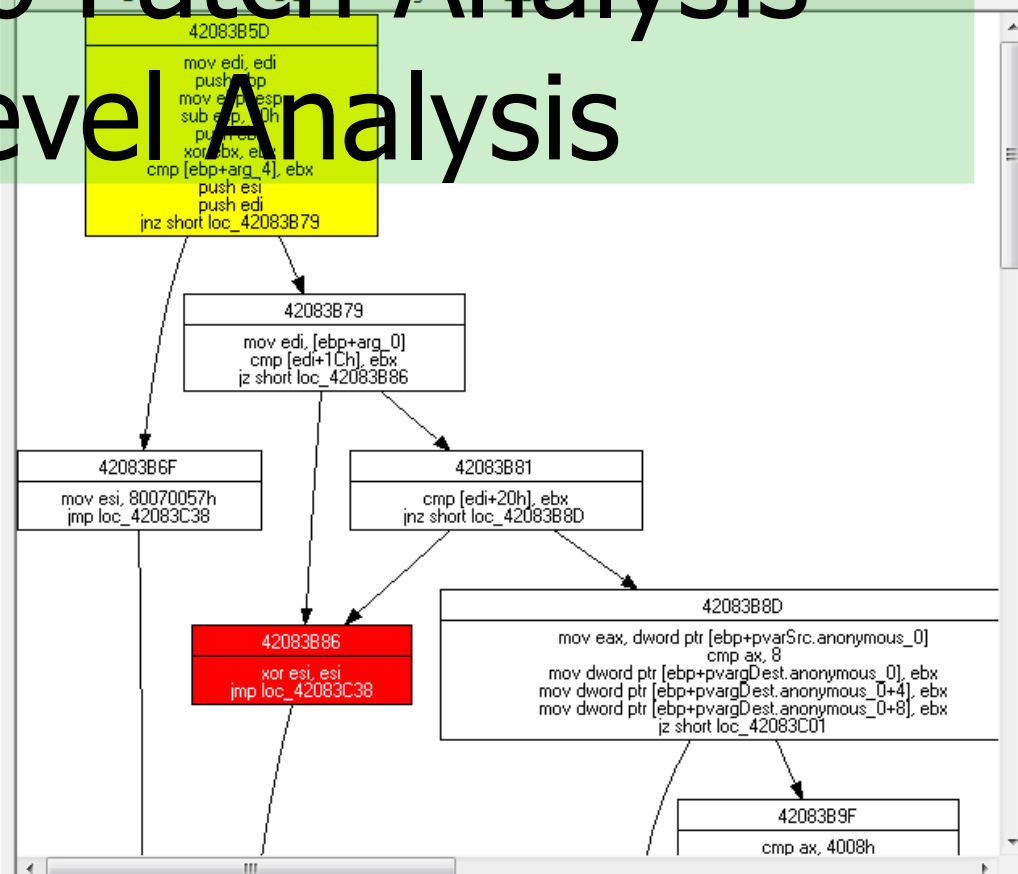 Patch Analysis
evel Analysis
42083B5D
mov edi, edi
push ebp
mov ebp, esp
sub esp, 10h
push ebx
xor ebx, ebx
cmp [ebp+arg_4], ebx
push esi
push edi
jnz short loc_42083B79
42083B79
mov edi, [ebp+arg_0]
cmp [edi+1Ch], ebx
jz short loc_42083B86
42083B6F
mov esi, 80070057h
jmp loc_42083C38
42083B81
cmp [edi+20h], ebx
jnz short loc_42083B8D
42083B86
xor esi, esi
jmp loc_42083C38
42083B8D
mov eax, dword ptr [ebp+pvarSrc.anonymous_0]
cmp ax, 8
mov dword ptr [ebp+pvargDest.anonymous_0], ebx
mov dword ptr [ebp+pvargDest.anonymous_0+4], ebx
mov dword ptr [ebp+pvargDest.anonymous_0+8], ebx
jz short loc_42083C01
42083B9F
cmp ax, 4008h